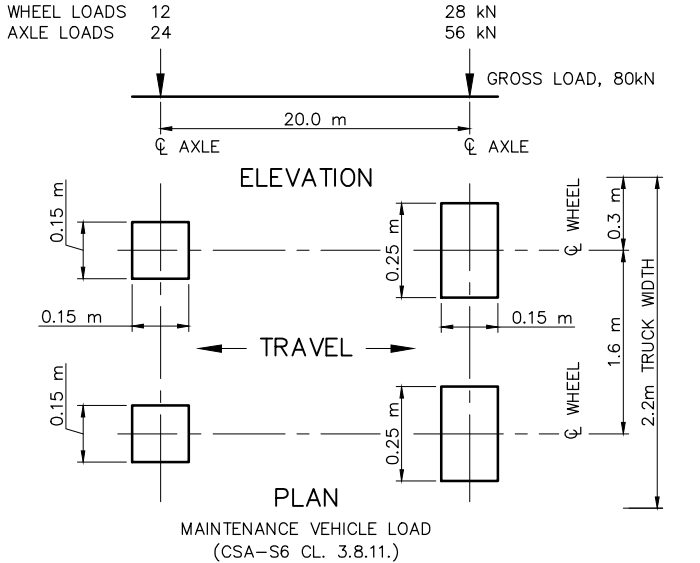 WHEEL LOADS 12 28 kN
AXLE LOADS 24 56 kN
GROSS LOAD, 80kN
20.0 m
℄ AXLE ℄ AXLE
ELEVATION
0.15 m
0.25 m
℄ WHEEL
0.3 m
0.15 m
0.15 m
1.6 m
2.2m TRUCK WIDTH
TRAVEL
0.15 m
0.25 m
℄ WHEEL
PLAN
MAINTENANCE VEHICLE LOAD
(CSA-S6 CL. 3.8.11.)